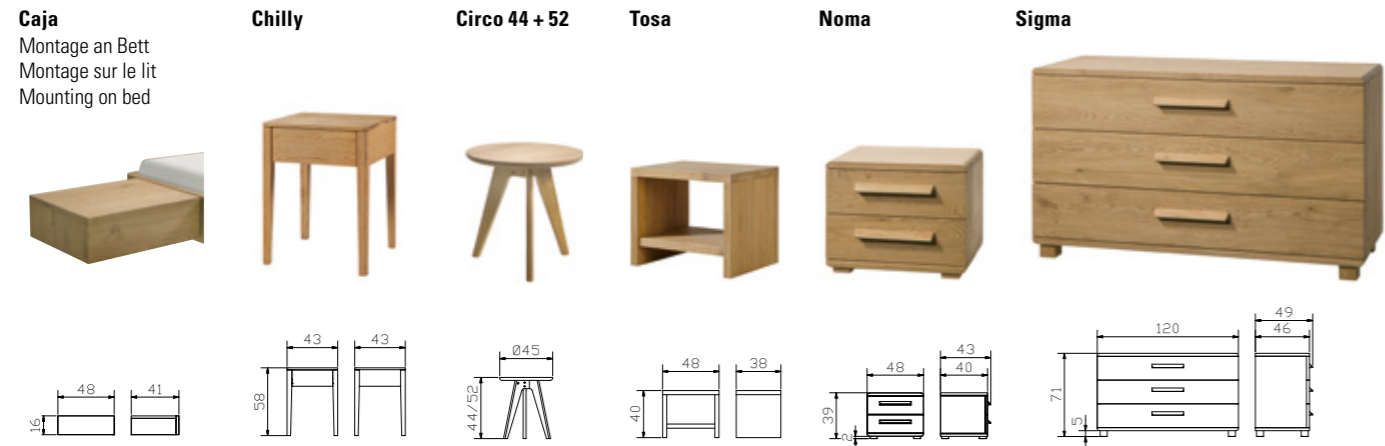 Caja
Montage an Bett
Montage sur le lit
Mounting on bed
Chilly
Circo 44 + 52
Tosa
Noma
Sigma
48
41
16
43
43
58
Ø45
44/52
48
38
40
48
43
40
39
2
120
49
46
71
5